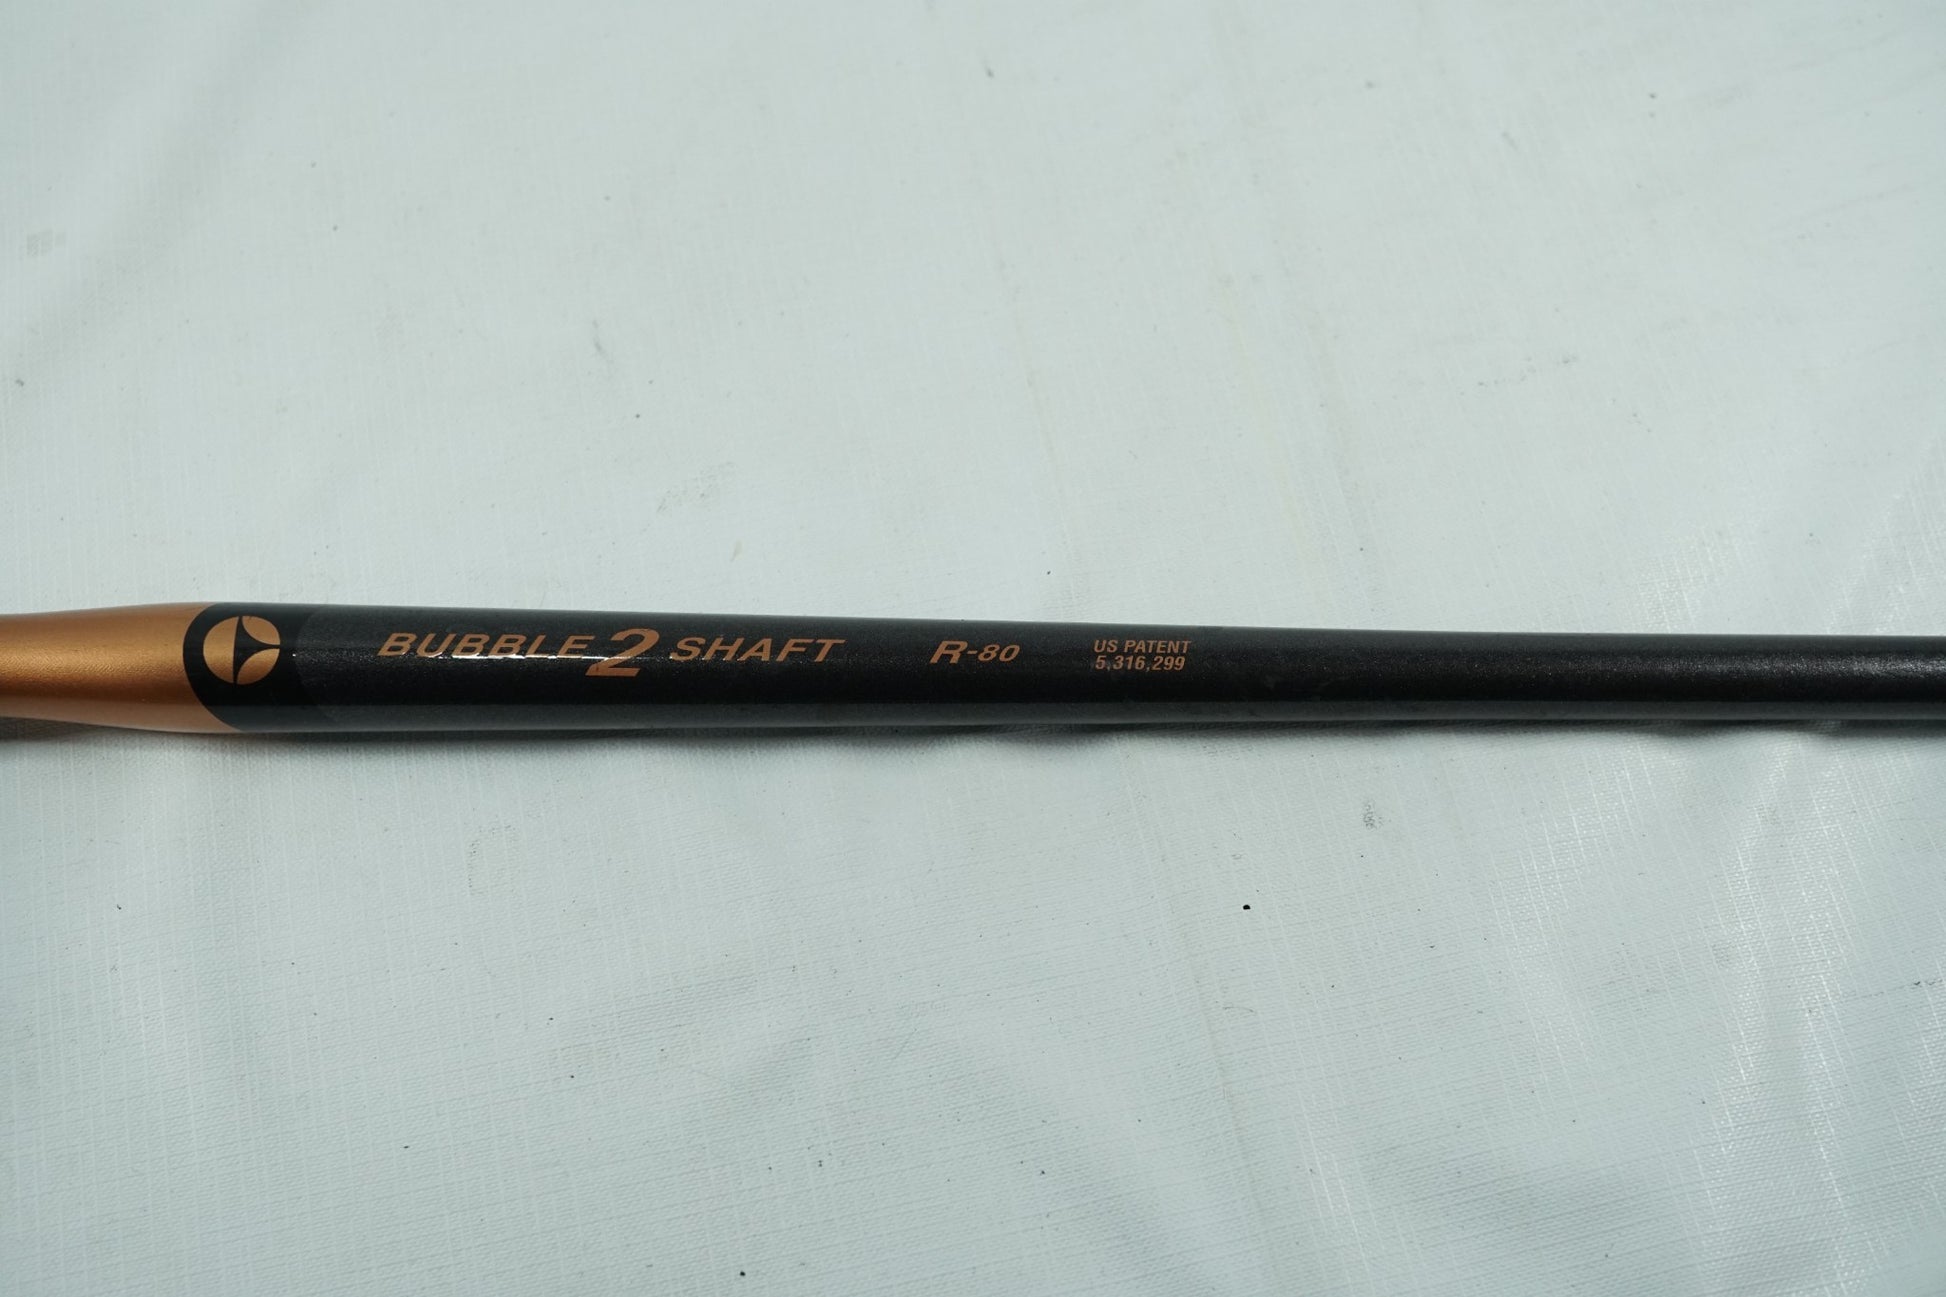 BUBBLE 2 SHAFT R-80
US PATENT
5,316,299